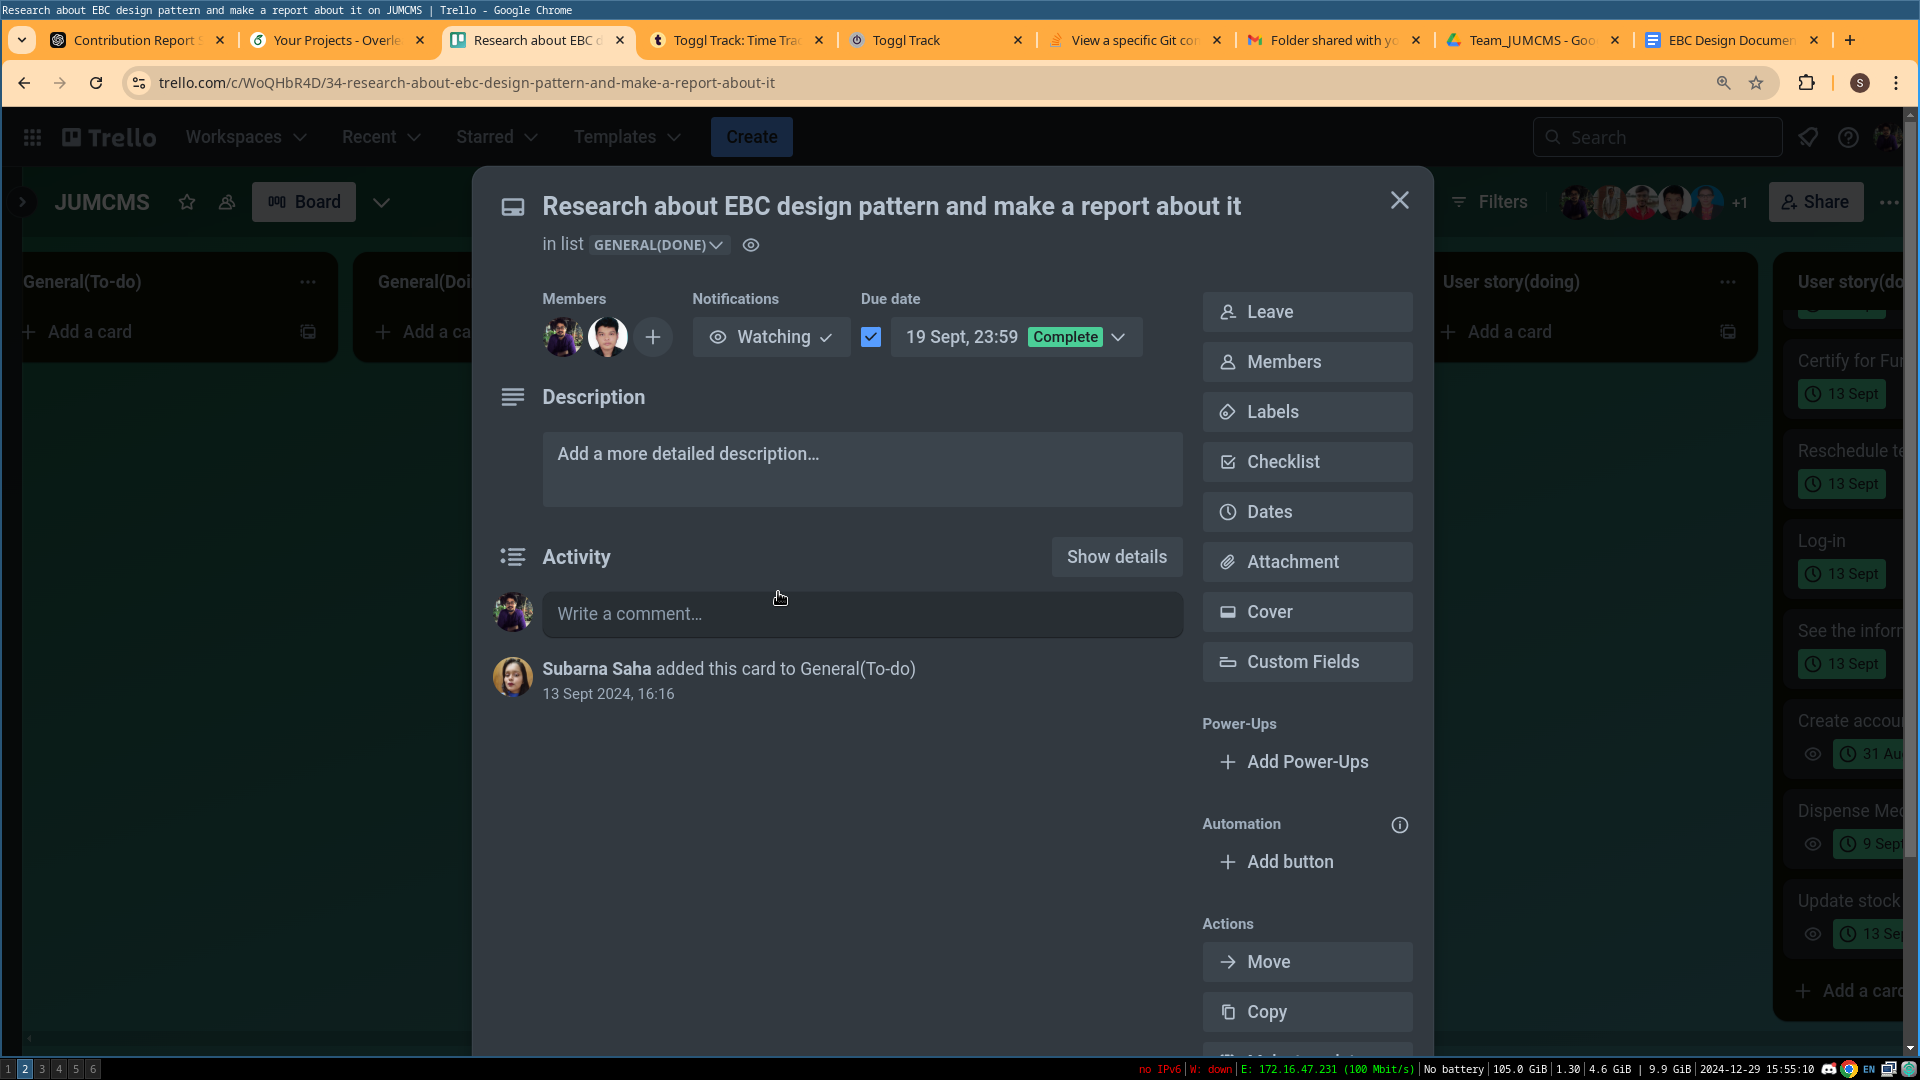 Research about EBC design pattern and make a report about it on JUMCMS | Trello - Google Chrome
Contribution Report S
Your Projects - Overle
Research about EBC d
Toggl Track: Time Trac
Toggl Track
View a specific Git con
Folder shared with yo
Team_JUMCMS - Goo
EBC Design Documen
trello.com/c/WoQHbR4D/34-research-about-ebc-design-pattern-and-make-a-report-about-it
S
Trello
Workspaces
Recent
Starred
Templates
Create
Search
JUMCMS
Board
Filters
+1
Share
Research about EBC design pattern and make a report about it
in list GENERAL(DONE)
General(To-do)
Add a card
General(Doi
Add a ca
Members
Notifications
Watching
Due date
19 Sept, 23:59 Complete
Description
Add a more detailed description...
Activity
Show details
Write a comment...
Subarna Saha added this card to General(To-do)
13 Sept 2024, 16:16
Leave
Members
Labels
Checklist
Dates
Attachment
Cover
Custom Fields
Power-Ups
Add Power-Ups
Automation
Add button
Actions
Move
Copy
User story(doing)
Add a card
User story(do
Certify for Fu
13 Sept
Reschedule te
13 Sept
Log-in
13 Sept
See the inform
13 Sept
Create accou
31 Au
Dispense Med
9 Sept
Update stock
13 Sep
Add a card
1 2 3 4 5 6
no IPv6 | W: down | E: 172.16.47.231 (100 Mbit/s) | No battery | 105.0 GiB | 1.30 | 4.6 GiB | 9.9 GiB | 2024-12-29 15:55:10
EN